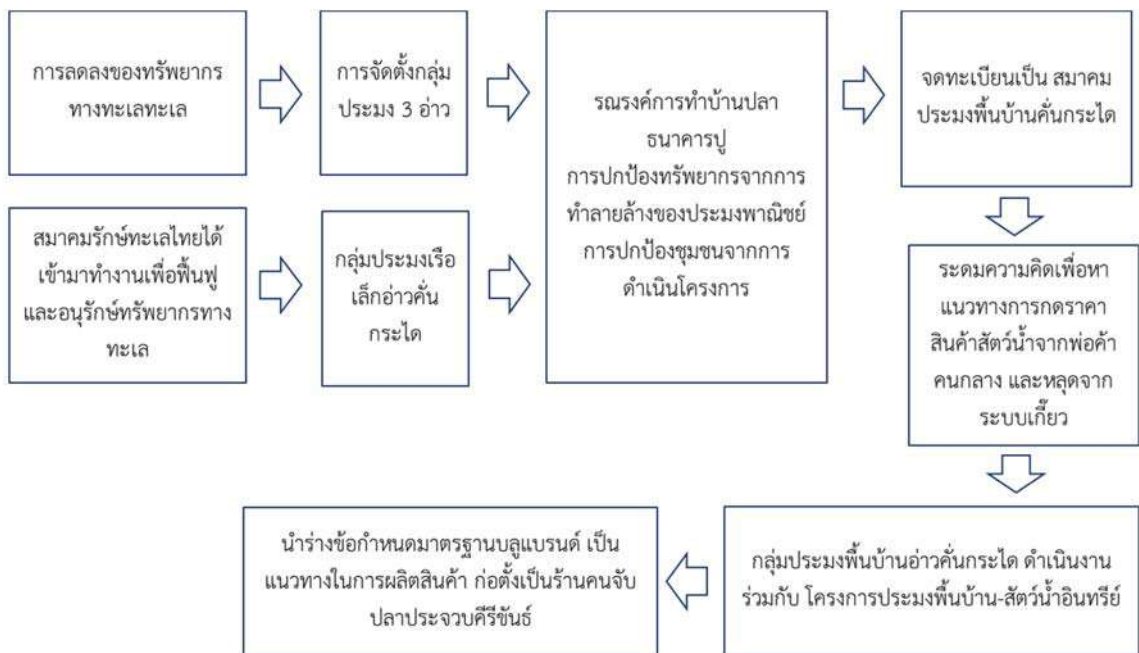 การลดลงของทรัพยากร
ทางทะเลทะเล
การจัดตั้งกลุ่ม
ประมง 3 อ่าว
รณรงค์การทำบ้านปลา
ธนาคารปู
การปกป้องทรัพยากรจากการ
ทำลายล้างของประมงพาณิชย์
การปกป้องชุมชนจากการ
ดำเนินโครงการ
จดทะเบียนเป็น สมาคม
ประมงพื้นบ้านคั่นกระได
สมาคมรักษ์ทะเลไทยได้
เข้ามาทำงานเพื่อฟื้นฟู
และอนุรักษ์ทรัพยากรทาง
ทะเล
กลุ่มประมงเรือ
เล็กอ่าวคั่น
กระได
ระดมความคิดเพื่อหา
แนวทางการกดราคา
สินค้าสัตว์น้ำจากพ่อค้า
คนกลาง และหลุดจาก
ระบบเกี๊ยว
กลุ่มประมงพื้นบ้านอ่าวคั่นกระได ดำเนินงาน
ร่วมกับ โครงการประมงพื้นบ้าน-สัตว์น้ำอินทรีย์
นำร่างข้อกำหนดมาตรฐานบลูแบรนด์ เป็น
แนวทางในการผลิตสินค้า ก่อตั้งเป็นร้านคนจับ
ปลาประจวบคีรีขันธ์